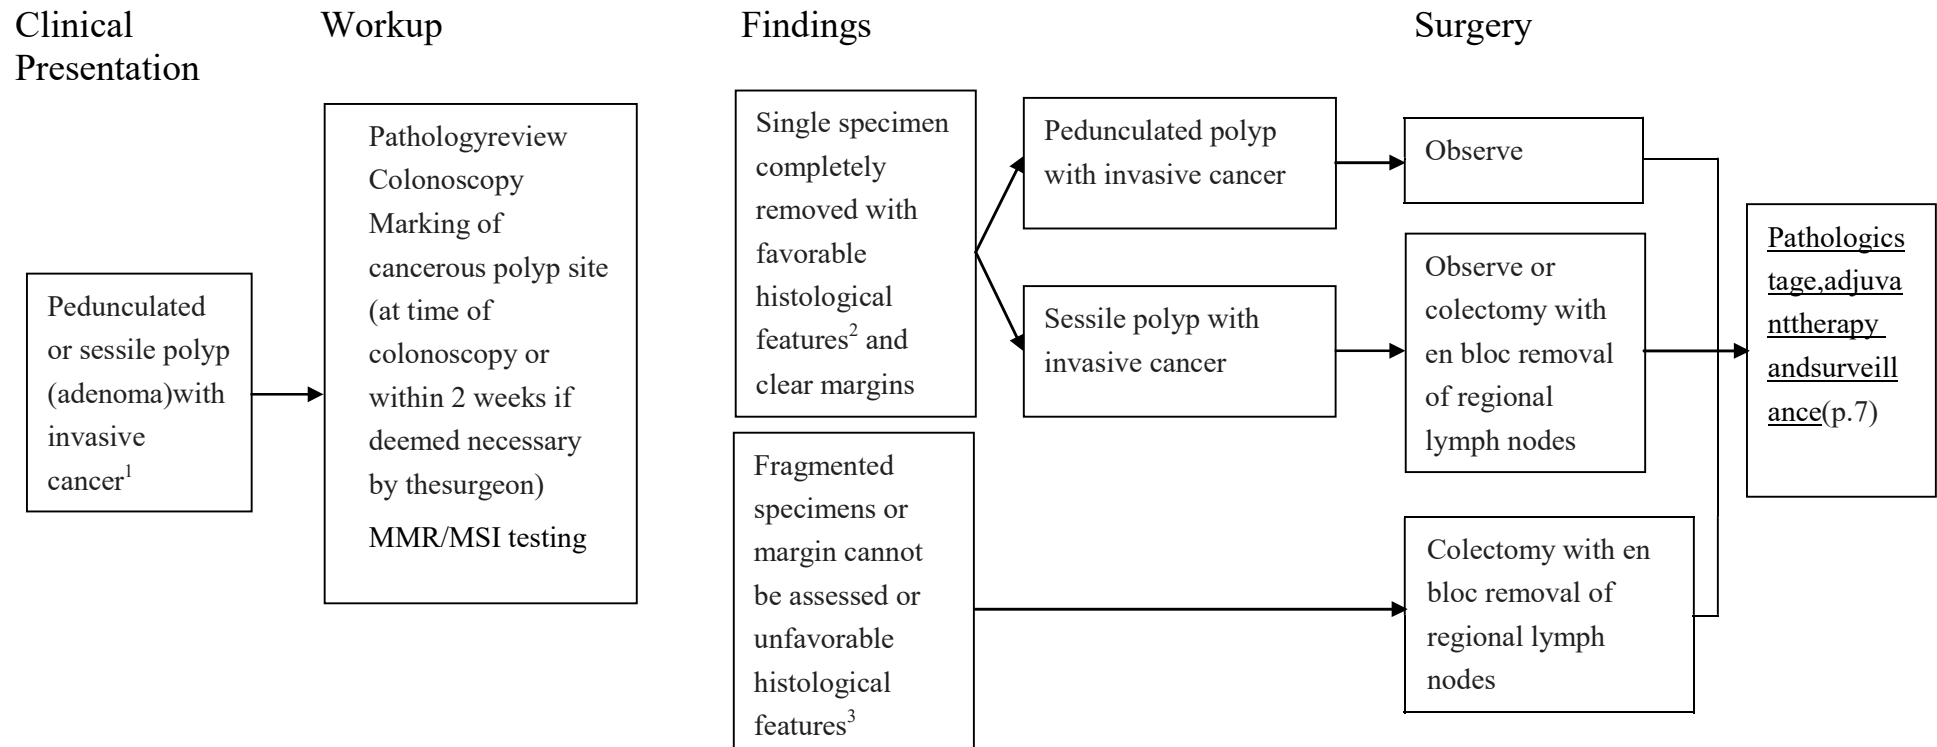 Clinical
Presentation
Workup
Findings
Surgery
Pedunculated
or sessile polyp
(adenoma)with
invasive
cancer1
Pathologyreview
Colonoscopy
Marking of
cancerous polyp site
(at time of
colonoscopy or
within 2 weeks if
deemed necessary
by thesurgeon)
MMR/MSI testing
Single specimen
completely
removed with
favorable
histological
features2 and
clear margins
Fragmented
specimens or
margin cannot
be assessed or
unfavorable
histological
features3
Pedunculated polyp
with invasive cancer
Sessile polyp with
invasive cancer
Observe
Observe or
colectomy with
en bloc removal
of regional
lymph nodes
Colectomy with en
bloc removal of
regional lymph
nodes
Pathologics
tage,adjuva
nttherapy
andsurveill
ance(p.7)